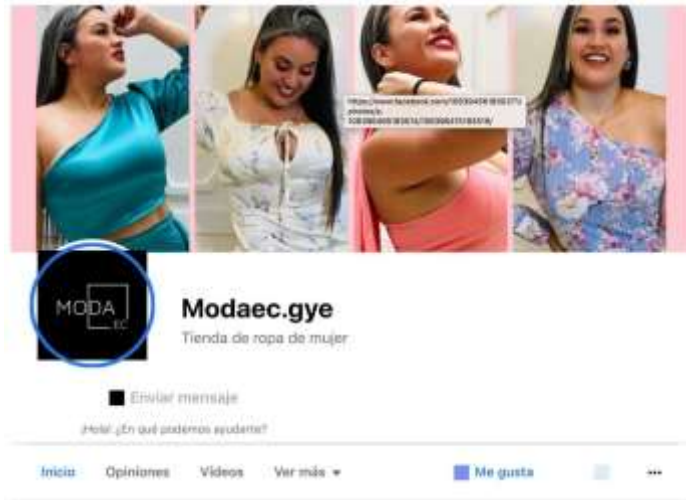 MODA
EC
Modaec.gye
Tienda de ropa de mujer
Enviar mensaje
¡Hola! ¿En qué podemos ayudarte?
Inicio Opiniones Videos Ver más Me gusta